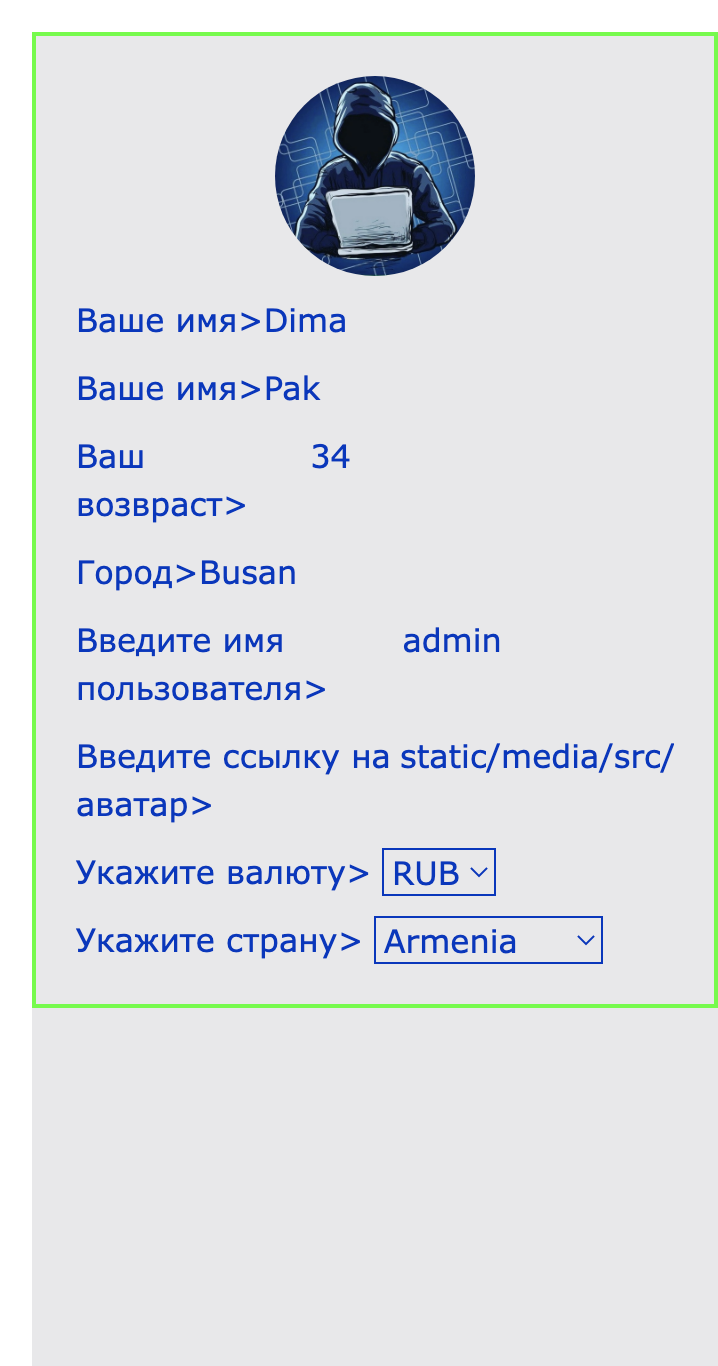 Ваше имя>Dima
Ваше имя>Pak
Ваш 34
возвраст>
Город>Busan
Введите имя admin
пользователя>
Введите ссылку на static/media/src/
аватар>
Укажите валюту> RUB
Укажите страну> Armenia